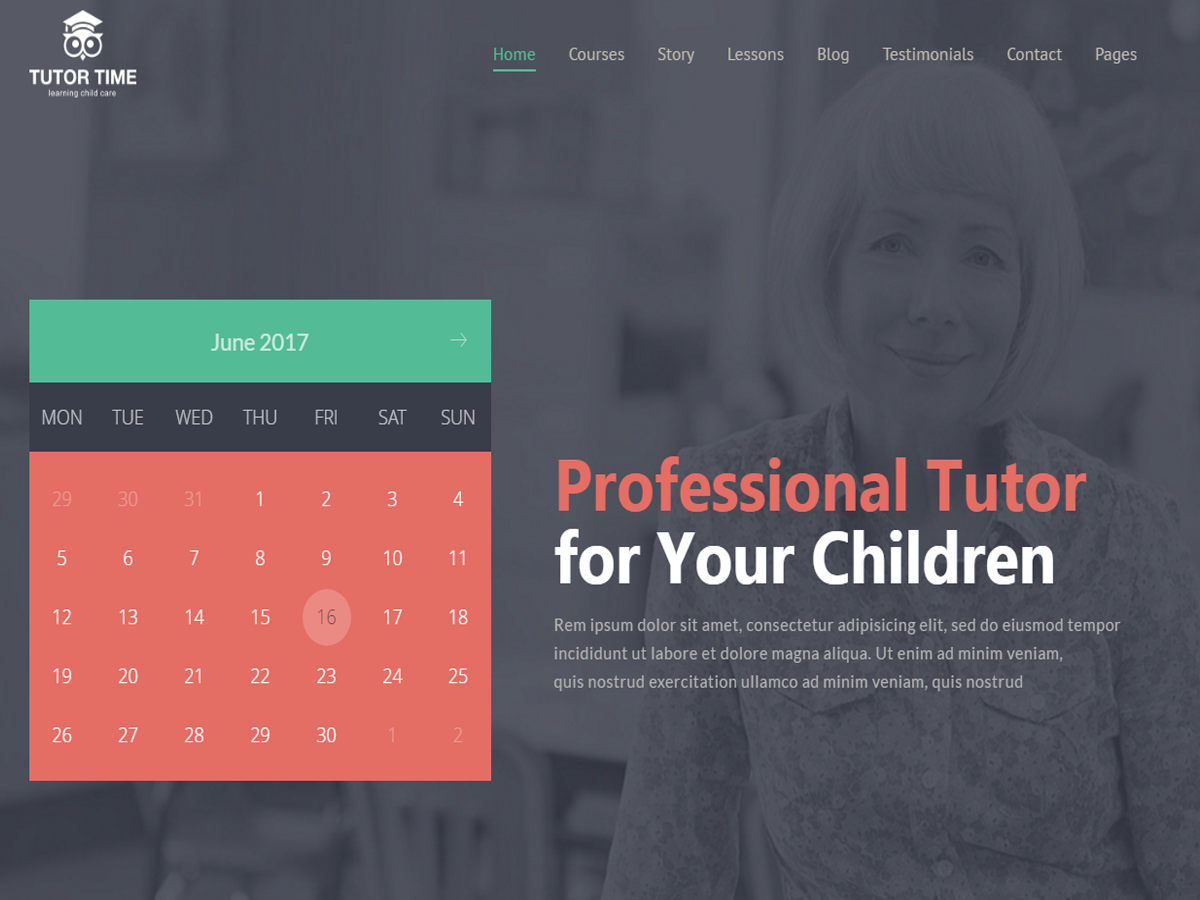 TUTOR TIME
learning child care
Home Courses Story Lessons Blog Testimonials Contact Pages
June 2017
MON TUE WED THU FRI SAT SUN
29 30 31 1 2 3 4
5 6 7 8 9 10 11
12 13 14 15 16 17 18
19 20 21 22 23 24 25
26 27 28 29 30 1 2
Professional Tutor
for Your Children
Rem ipsum dolor sit amet, consectetur adipisicing elit, sed do eiusmod tempor
incididunt ut labore et dolore magna aliqua. Ut enim ad minim veniam,
quis nostrud exercitation ullamco ad minim veniam, quis nostrud